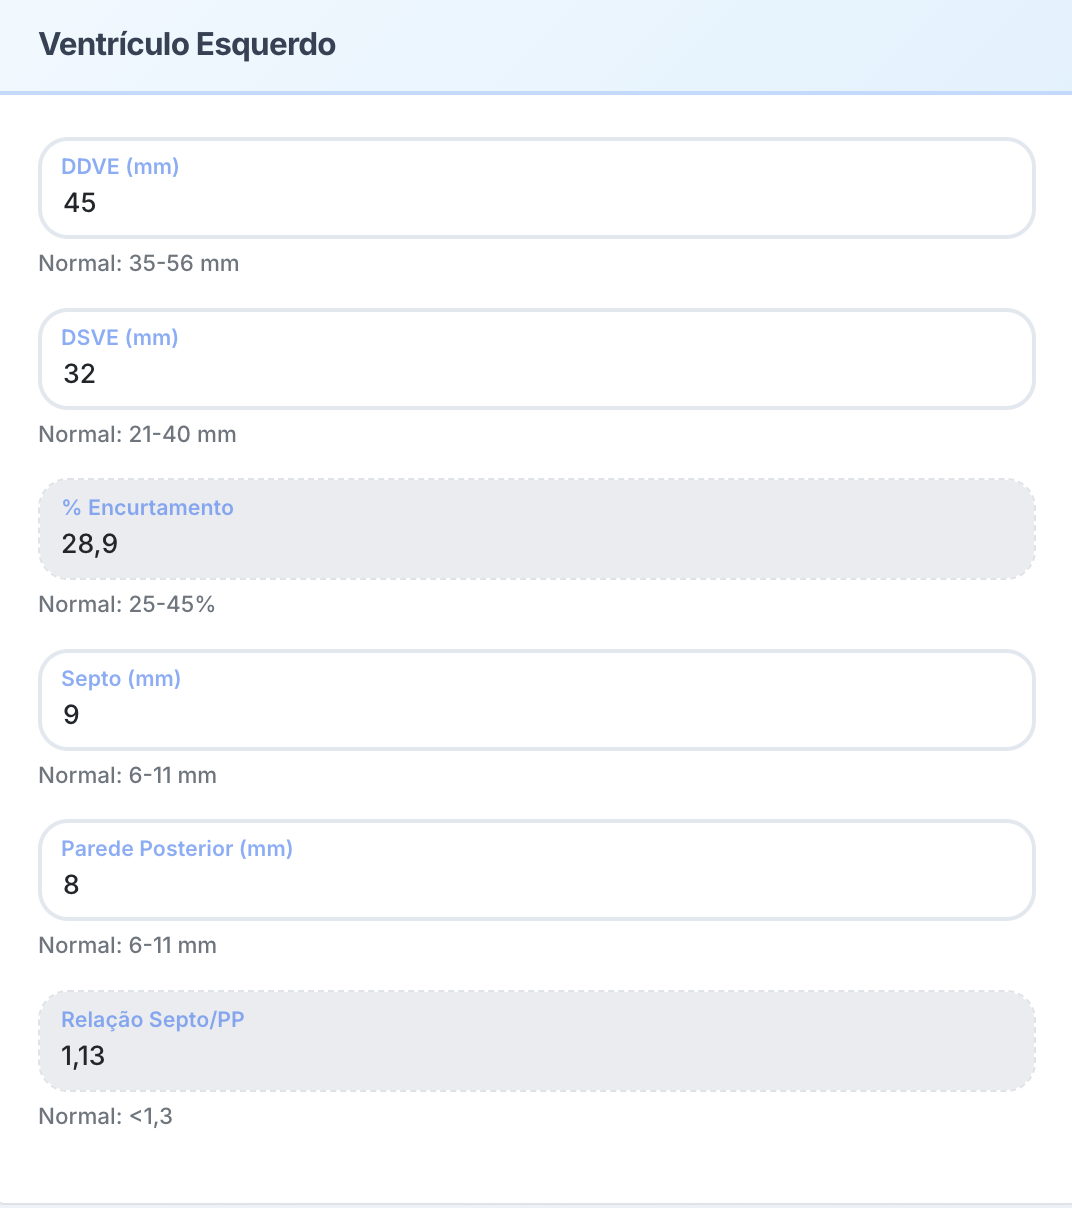 Ventrículo Esquerdo
DDVE (mm)
45
Normal: 35-56 mm
DSVE (mm)
32
Normal: 21-40 mm
% Encurtamento
28,9
Normal: 25-45%
Septo (mm)
9
Normal: 6-11 mm
Parede Posterior (mm)
8
Normal: 6-11 mm
Relação Septo/PP
1,13
Normal: <1,3